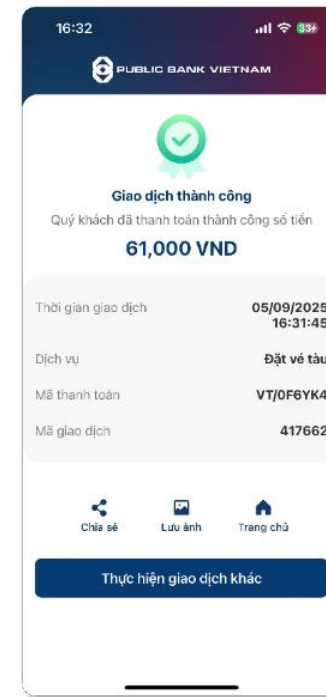 16:32
33
PUBLIC BANK VIETNAM
Giao dịch thành công
Quý khách đã thanh toán thành công số tiền
61,000 VND
Thời gian giao dịch 05/09/2025
16:31:45
Dịch vụ Đặt vé tàu
Mã thanh toán VT/0F6YK4
Mã giao dịch 417662
Chia sẻ Lưu ảnh Trang chủ
Thực hiện giao dịch khác